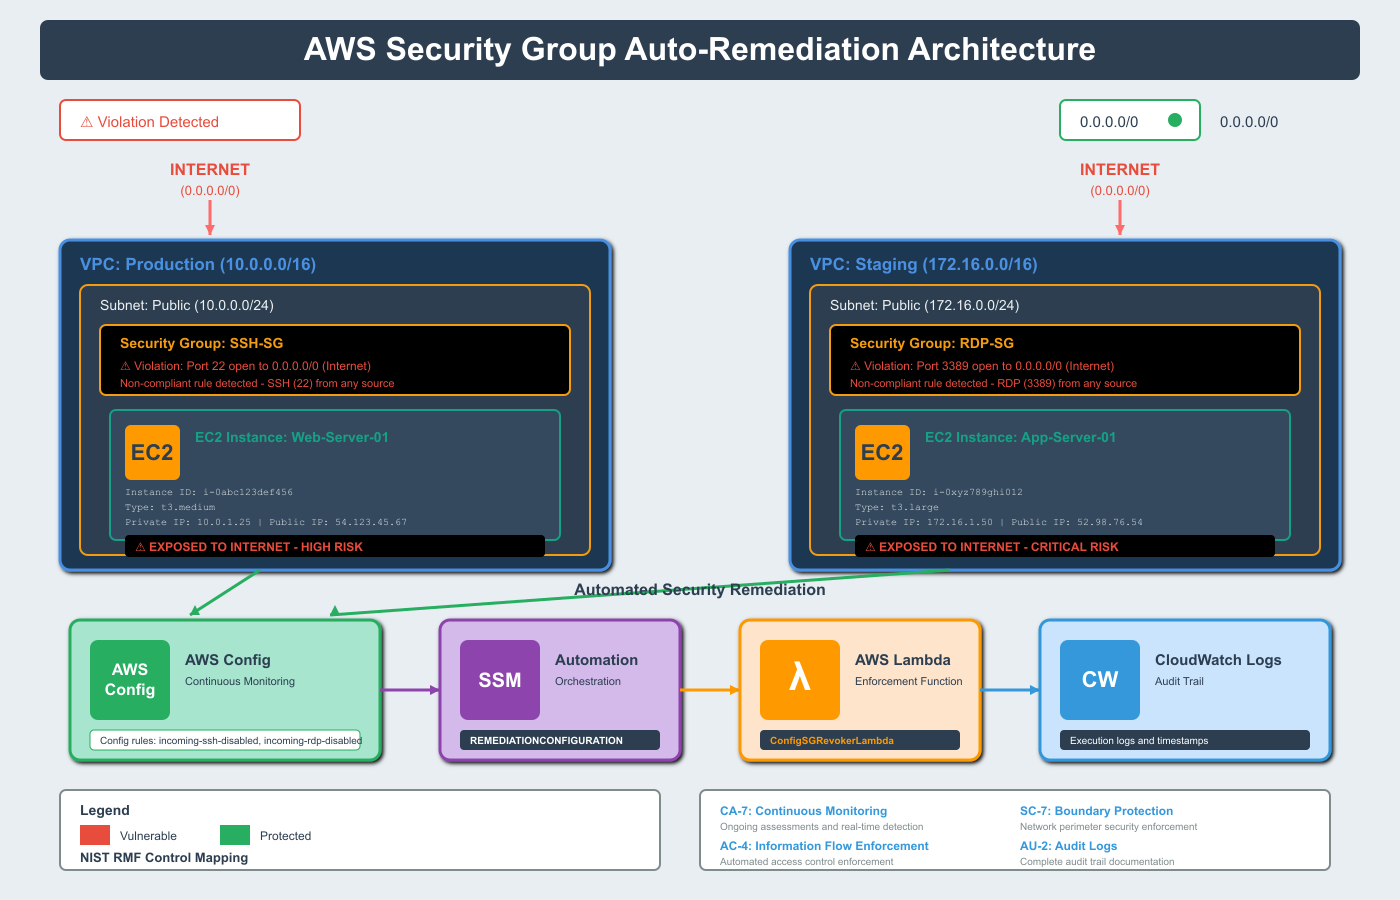 AWS Security Group Auto-Remediation Architecture
⚠ Violation Detected
0.0.0.0/0
0.0.0.0/0
INTERNET
(0.0.0.0/0)
INTERNET
(0.0.0.0/0)
VPC: Production (10.0.0.0/16)
Subnet: Public (10.0.0.0/24)
Security Group: SSH-SG
⚠ Violation: Port 22 open to 0.0.0.0/0 (Internet)
Non-compliant rule detected - SSH (22) from any source
EC2
EC2 Instance: Web-Server-01
Instance ID: i-0abc123def456
Type: t3.medium
Private IP: 10.0.1.25 | Public IP: 54.123.45.67
⚠ EXPOSED TO INTERNET - HIGH RISK
VPC: Staging (172.16.0.0/16)
Subnet: Public (172.16.0.0/24)
Security Group: RDP-SG
⚠ Violation: Port 3389 open to 0.0.0.0/0 (Internet)
Non-compliant rule detected - RDP (3389) from any source
EC2
EC2 Instance: App-Server-01
Instance ID: i-0xyz789ghi012
Type: t3.large
Private IP: 172.16.1.50 | Public IP: 52.98.76.54
⚠ EXPOSED TO INTERNET - CRITICAL RISK
Automated Security Remediation
AWS
Config
AWS Config
Continuous Monitoring
Config rules: incoming-ssh-disabled, incoming-rdp-disabled
SSM
Automation
Orchestration
REMEDIATIONCONFIGURATION
λ
AWS Lambda
Enforcement Function
ConfigSGRevokerLambda
CW
CloudWatch Logs
Audit Trail
Execution logs and timestamps
Legend
Vulnerable
Protected
NIST RMF Control Mapping
CA-7: Continuous Monitoring
Ongoing assessments and real-time detection
AC-4: Information Flow Enforcement
Automated access control enforcement
SC-7: Boundary Protection
Network perimeter security enforcement
AU-2: Audit Logs
Complete audit trail documentation